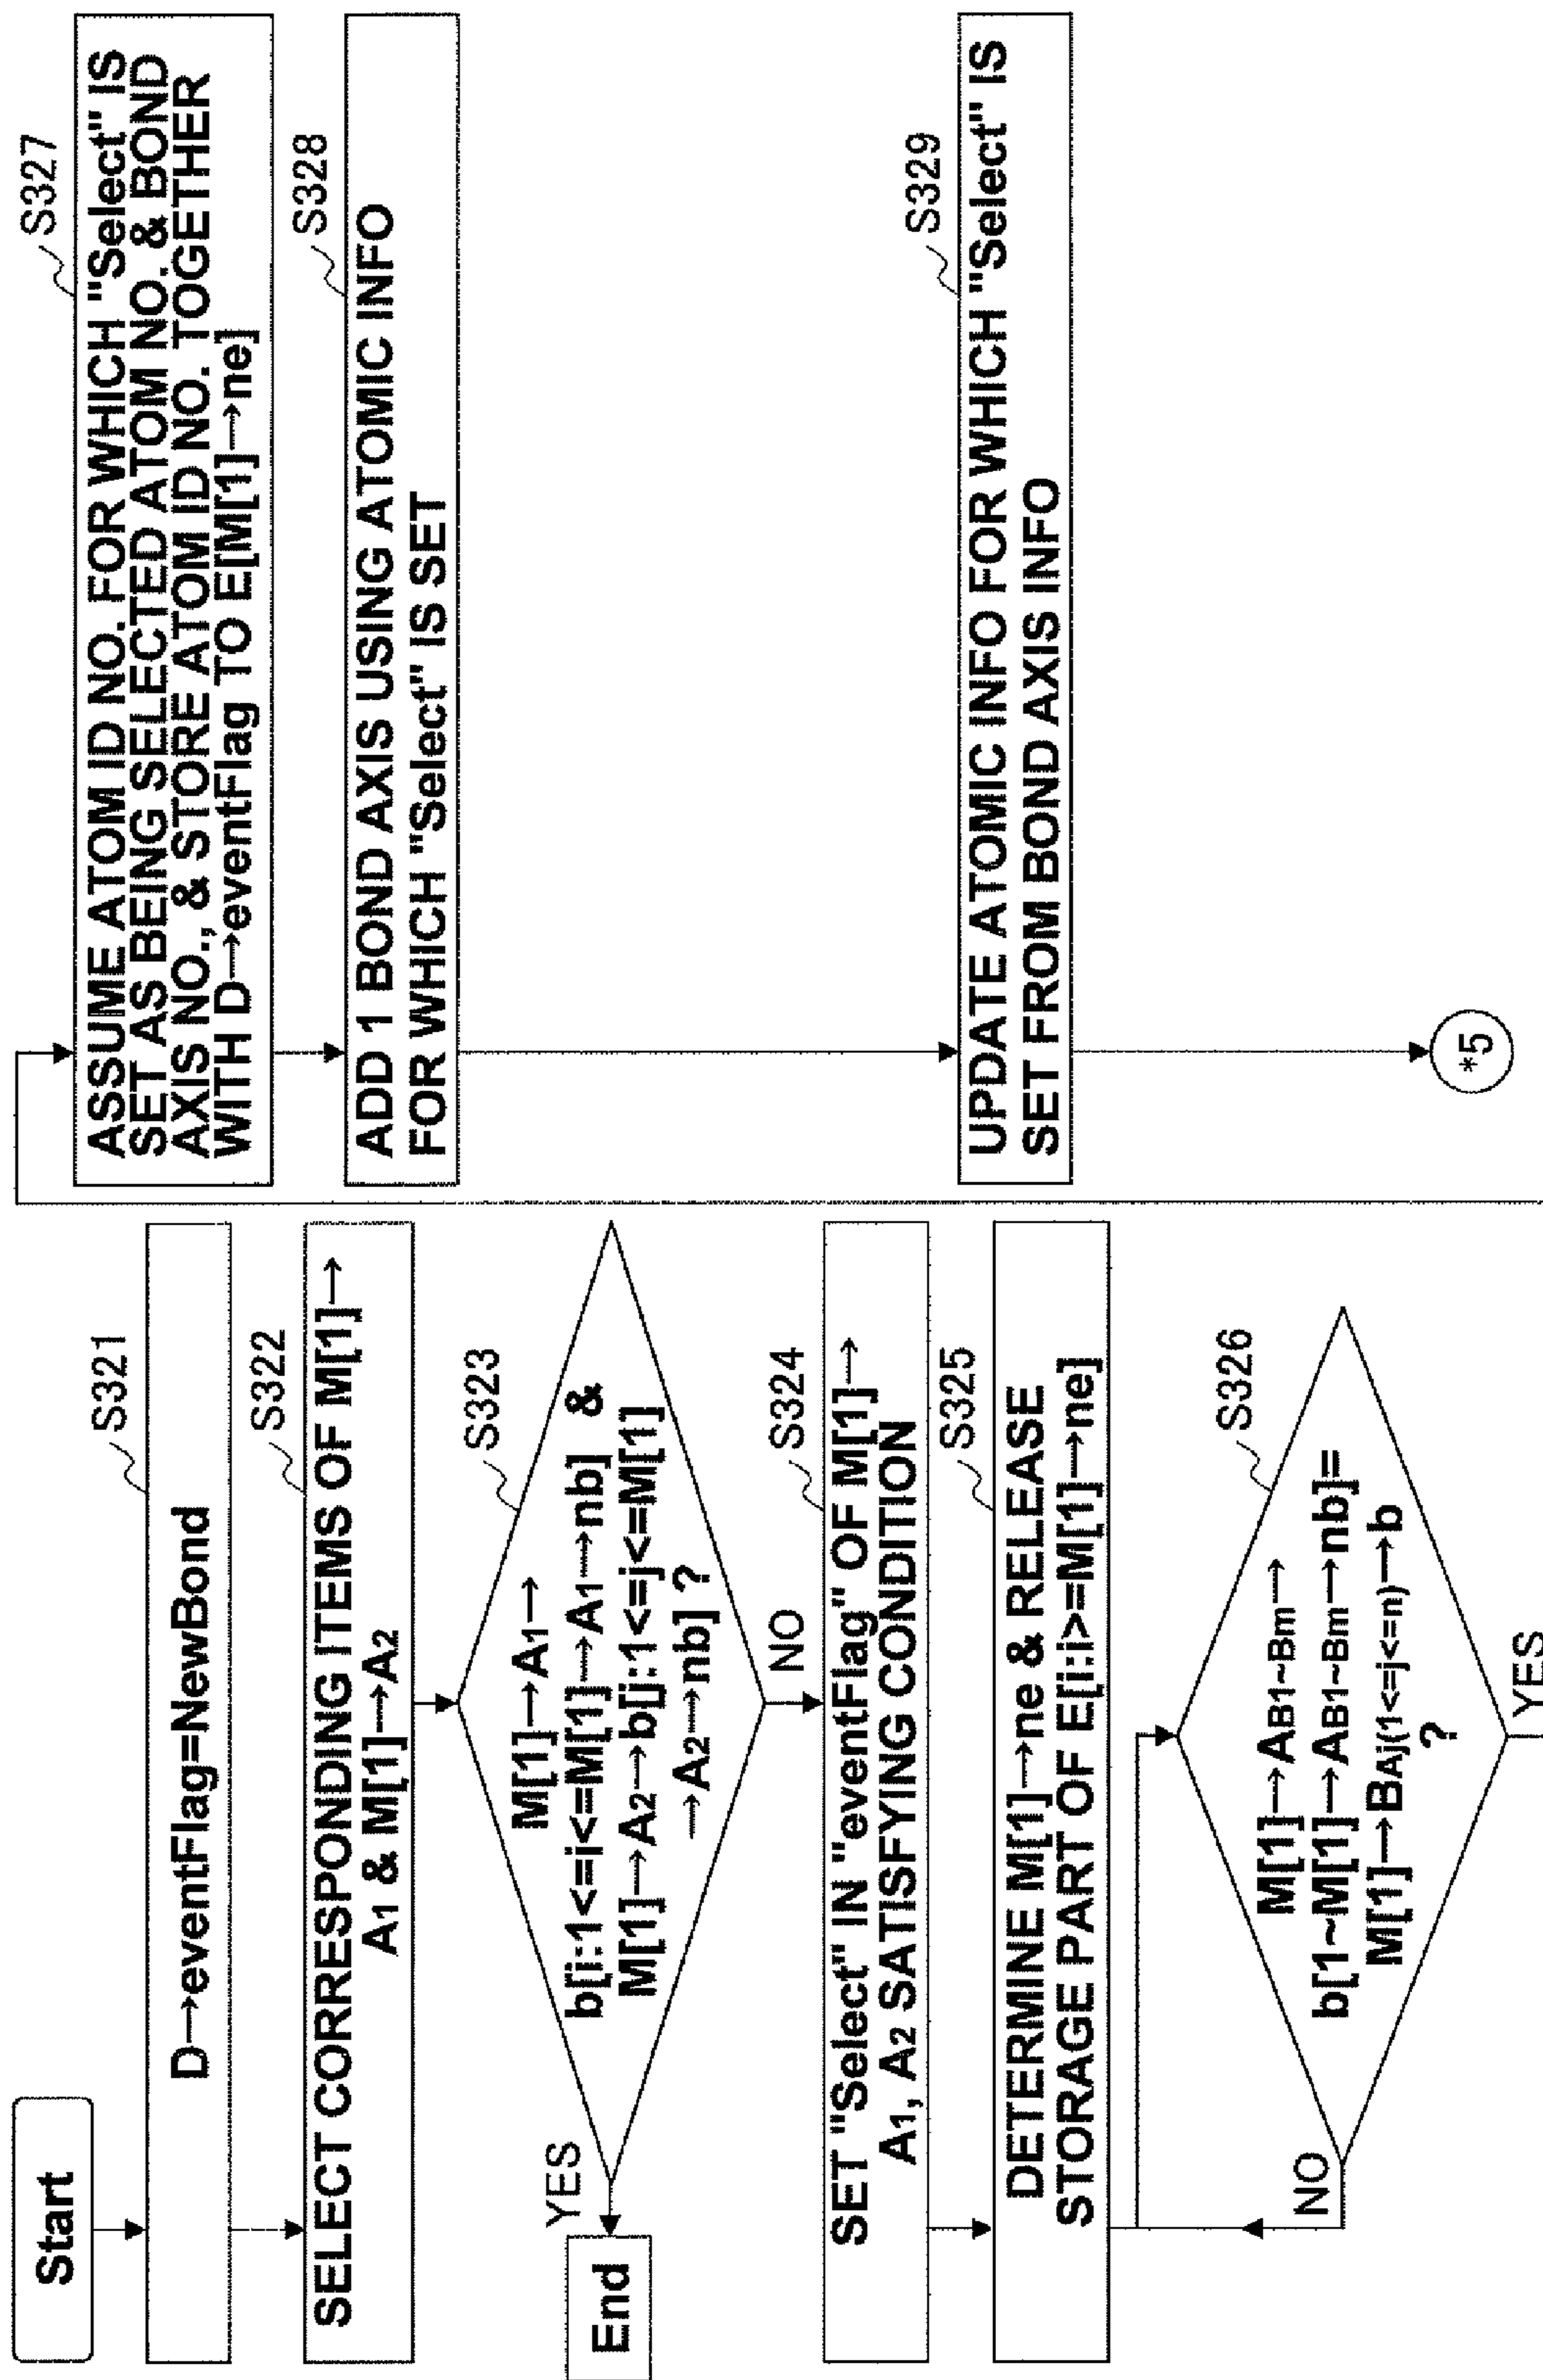 Start
S321
D→eventFlag=NewBond
S322
SELECT CORRESPONDING ITEMS OF M[1]→
A1 & M[1]→A2
S323
M[1]→A1→
b[i:1<=i<=M[1]→A1→nb] &
M[1]→A2→b[j:1<=j<=M[1]
→A2→nb] ?
YES
End
NO
S324
SET "Select" IN "eventFlag" OF M[1]→
A1, A2 SATISFYING CONDITION
S325
DETERMINE M[1]→ne & RELEASE
STORAGE PART OF E[i:i>=M[1]→ne]
S326
M[1]→AB1~Bm→
b[1~M[1]→AB1~Bm→nb]=
M[1]→BAj(1<=j<=n)→b
?
NO
YES
S327
ASSUME ATOM ID NO. FOR WHICH "Select" IS
SET AS BEING SELECTED ATOM NO. & BOND
AXIS NO., & STORE ATOM ID NO. TOGETHER
WITH D→eventFlag TO E[M[1]→ne]
S328
ADD 1 BOND AXIS USING ATOMIC INFO
FOR WHICH "Select" IS SET
S329
UPDATE ATOMIC INFO FOR WHICH "Select" IS
SET FROM BOND AXIS INFO
*5